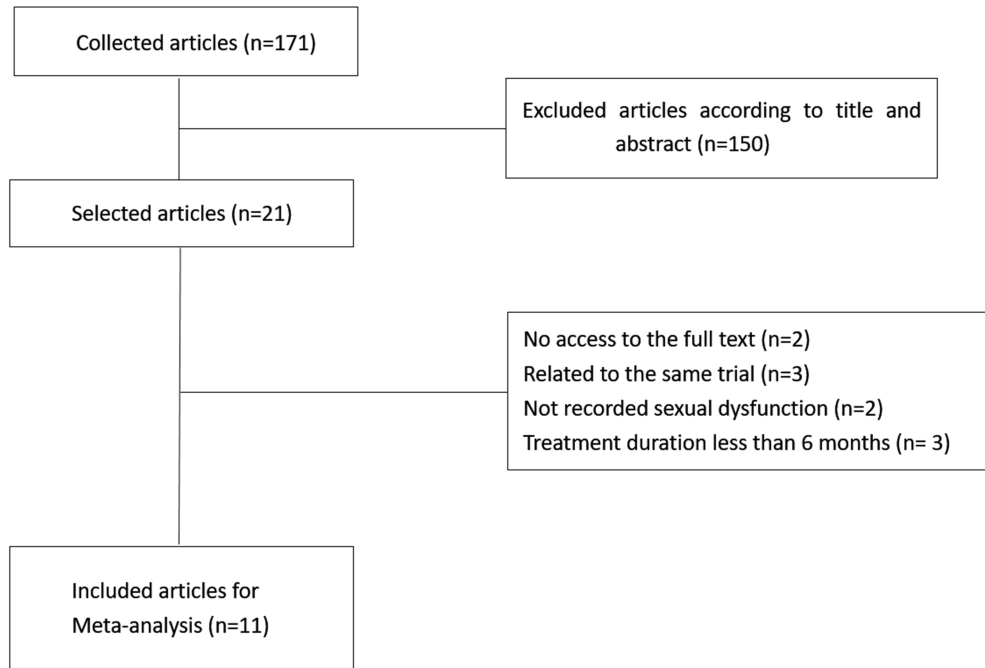 Collected articles (n=171)
Excluded articles according to title and
abstract (n=150)
Selected articles (n=21)
No access to the full text (n=2)
Related to the same trial (n=3)
Not recorded sexual dysfunction (n=2)
Treatment duration less than 6 months (n= 3)
Included articles for
Meta-analysis (n=11)